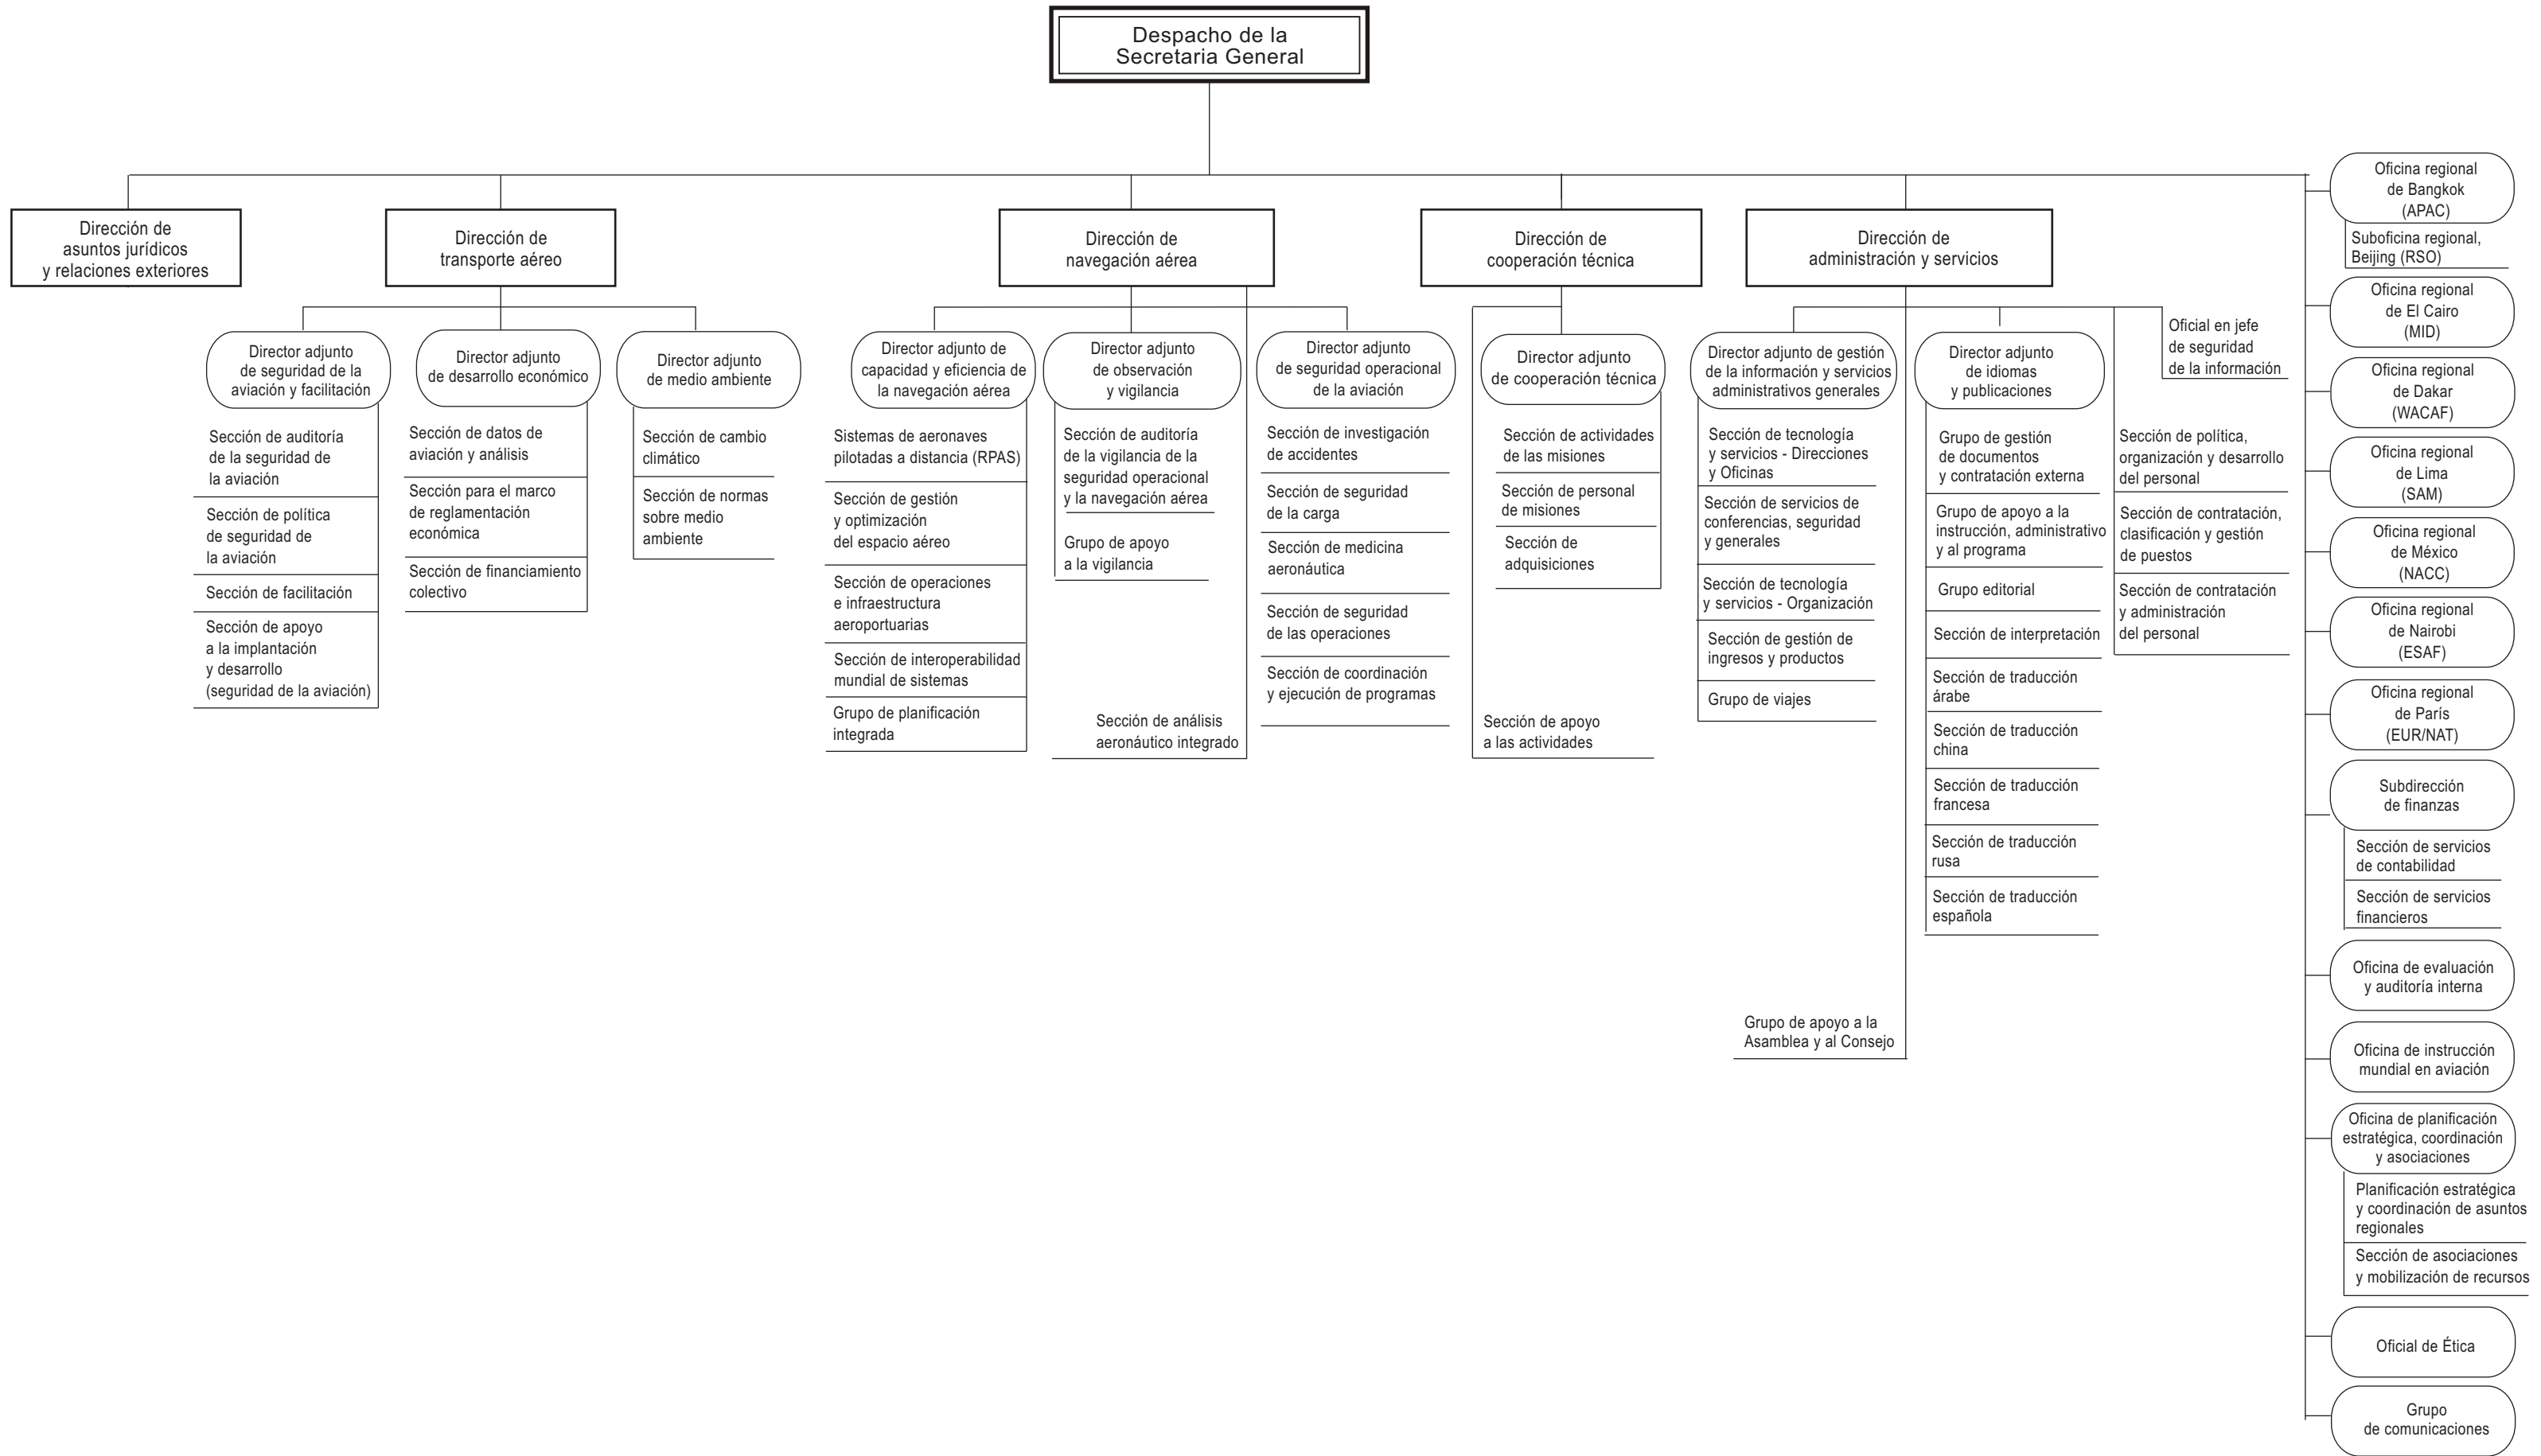 Despacho de la
Secretaria General
Dirección de
asuntos jurídicos
y relaciones exteriores
Dirección de
transporte aéreo
Director adjunto
de seguridad de la
aviación y facilitación
Sección de auditoría
de la seguridad de
la aviación
Sección de política
de seguridad de
la aviación
Sección de facilitación
Sección de apoyo
a la implantación
y desarrollo
(seguridad de la aviación)
Director adjunto
de desarrollo económico
Sección de datos de
aviación y análisis
Sección para el marco
de reglamentación
económica
Sección de financiamiento
colectivo
Director adjunto
de medio ambiente
Sección de cambio
climático
Sección de normas
sobre medio
ambiente
Dirección de
navegación aérea
Director adjunto de
capacidad y eficiencia de
la navegación aérea
Sistemas de aeronaves
pilotadas a distancia (RPAS)
Sección de gestión
y optimización
del espacio aéreo
Sección de operaciones
e infraestructura
aeroportuarias
Sección de interoperabilidad
mundial de sistemas
Grupo de planificación
integrada
Director adjunto
de observación
y vigilancia
Sección de auditoría
de la vigilancia de la
seguridad operacional
y la navegación aérea
Grupo de apoyo
a la vigilancia
Sección de análisis
aeronáutico integrado
Director adjunto
de seguridad operacional
de la aviación
Sección de investigación
de accidentes
Sección de seguridad
de la carga
Sección de medicina
aeronáutica
Sección de seguridad
de las operaciones
Sección de coordinación
y ejecución de programas
Dirección de
cooperación técnica
Director adjunto
de cooperación técnica
Sección de actividades
de las misiones
Sección de personal
de misiones
Sección de
adquisiciones
Sección de apoyo
a las actividades
Dirección de
administración y servicios
Director adjunto de gestión
de la información y servicios
administrativos generales
Sección de tecnología
y servicios - Direcciones
y Oficinas
Sección de servicios de
conferencias, seguridad
y generales
Sección de tecnología
y servicios - Organización
Sección de gestión de
ingresos y productos
Grupo de viajes
Grupo de apoyo a la
Asamblea y al Consejo
Director adjunto
de idiomas
y publicaciones
Grupo de gestión
de documentos
y contratación externa
Grupo de apoyo a la
instrucción, administrativo
y al programa
Grupo editorial
Sección de interpretación
Sección de traducción
árabe
Sección de traducción
china
Sección de traducción
francesa
Sección de traducción
rusa
Sección de traducción
española
Oficial en jefe
de seguridad
de la información
Sección de política,
organización y desarrollo
del personal
Sección de contratación,
clasificación y gestión
de puestos
Sección de contratación
y administración
del personal
Oficina regional
de Bangkok
(APAC)
Suboficina regional,
Beijing (RSO)
Oficina regional
de El Cairo
(MID)
Oficina regional
de Dakar
(WACAF)
Oficina regional
de Lima
(SAM)
Oficina regional
de México
(NACC)
Oficina regional
de Nairobi
(ESAF)
Oficina regional
de París
(EUR/NAT)
Subdirección
de finanzas
Sección de servicios
de contabilidad
Sección de servicios
financieros
Oficina de evaluación
y auditoría interna
Oficina de instrucción
mundial en aviación
Oficina de planificación
estratégica, coordinación
y asociaciones
Planificación estratégica
y coordinación de asuntos
regionales
Sección de asociaciones
y mobilización de recursos
Oficial de Ética
Grupo
de comunicaciones